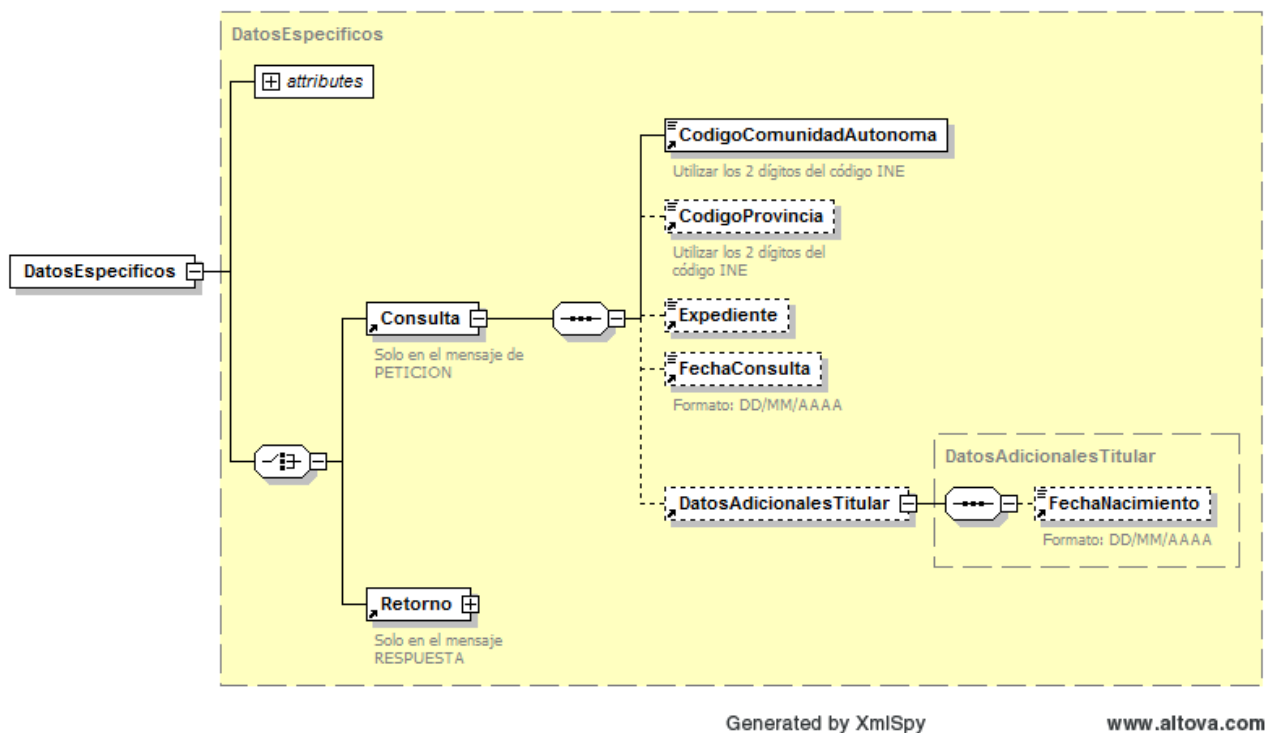 DatosEspecificos
attributes
CodigoComunidadAutonoma
Utilizar los 2 dígitos del código INE
CodigoProvincia
Utilizar los 2 dígitos del
código INE
DatosEspecificos
Consulta
Solo en el mensaje de
PETICION
Expediente
FechaConsulta
Formato: DD/MM/AAAA
DatosAdicionalesTitular
DatosAdicionalesTitular
FechaNacimiento
Formato: DD/MM/AAAA
Retorno
Solo en el mensaje
RESPUESTA
Generated by XmlSpy
www.altova.com